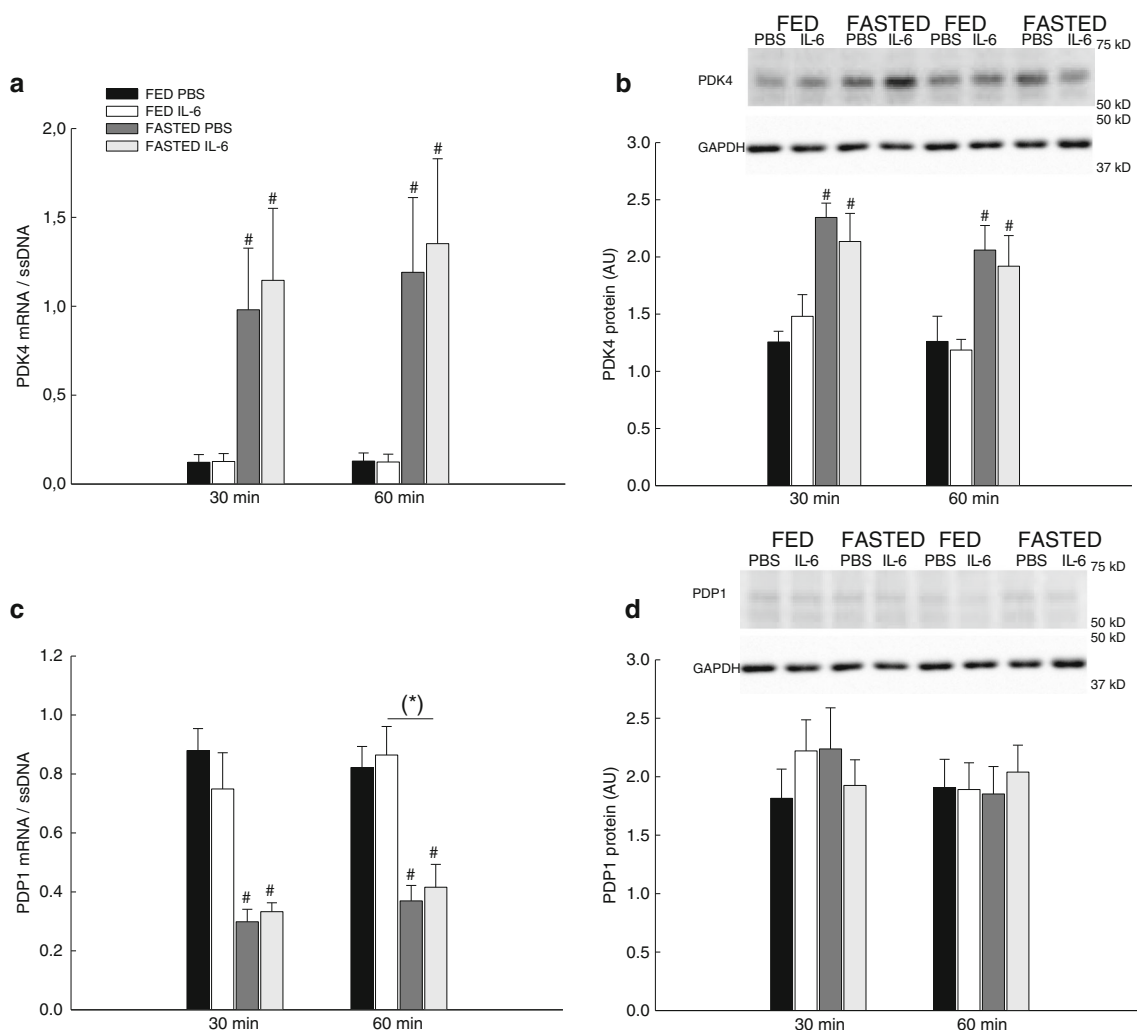 a
FED PBS
FED IL-6
FASTED PBS
FASTED IL-6
2,0
1,5
1,0
0,5
0,0
PDK4 mRNA / ssDNA
# # # #
30 min 60 min
b
FED FASTED FED FASTED
PBS IL-6 PBS IL-6 PBS IL-6 PBS IL-6
75 kD
PDK4
50 kD
50 kD
GAPDH
37 kD
3.0
2.5
2.0
1.5
1.0
0.5
0.0
PDK4 protein (AU)
# # # #
30 min 60 min
c
1.2
1.0
0.8
0.6
0.4
0.2
0.0
PDP1 mRNA / ssDNA
(*)
# # # #
30 min 60 min
d
FED FASTED FED FASTED
PBS IL-6 PBS IL-6 PBS IL-6 PBS IL-6
75 kD
PDP1
50 kD
50 kD
GAPDH
37 kD
3.0
2.5
2.0
1.5
1.0
0.5
0.0
PDP1 protein (AU)
30 min 60 min